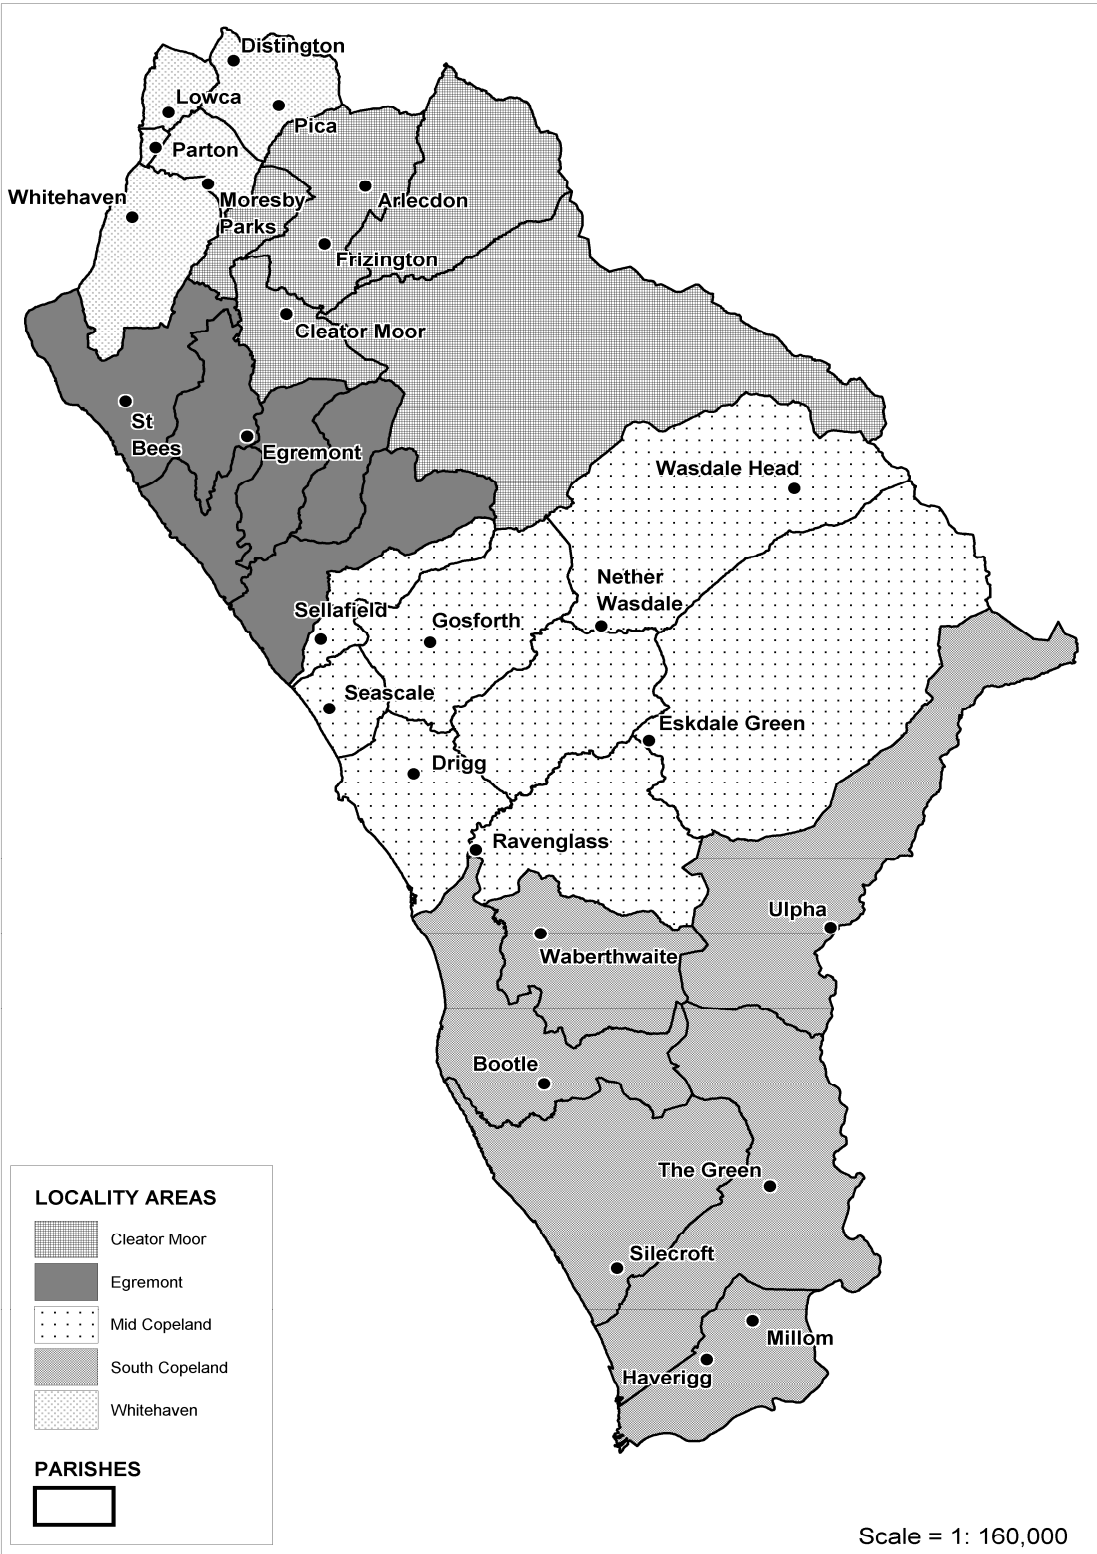 Distington
Lowca
Pica
Parton
Whitehaven
Moresby
Parks
Arlecdon
Frizington
Cleator Moor
St
Bees
Egremont
Wasdale Head
Nether
Wasdale
Sellafield
Gosforth
Seascale
Eskdale Green
Drigg
Ravenglass
Ulpha
Waberthwaite
Bootle
The Green
Silecroft
Millom
Haverigg
LOCALITY AREAS
Cleator Moor
Egremont
Mid Copeland
South Copeland
Whitehaven
PARISHES
Scale = 1: 160,000